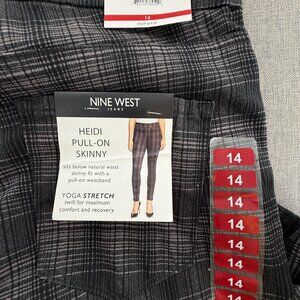 14
NINE WEST
JEANS
HEIDI
PULL-ON
SKINNY
sits below natural waist
skinny fit with a
pull-on waistband
YOGA STRETCH
twill for maximum
comfort and recovery
14
14
14
14
14
14
14
14